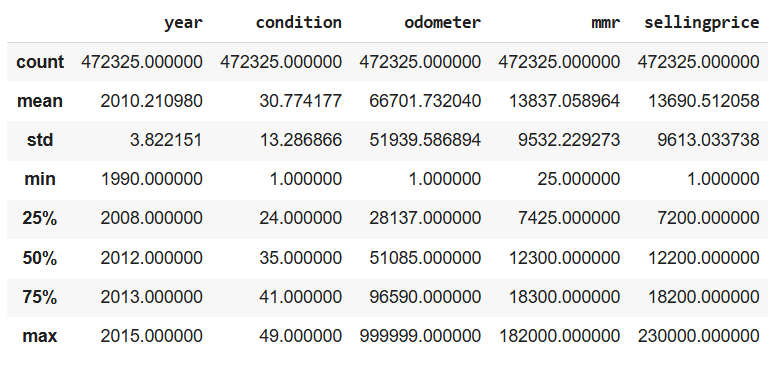 year condition odometer mmr sellingprice
count 472325.000000 472325.000000 472325.000000 472325.000000 472325.000000
mean 2010.210980 30.774177 66701.732040 13837.058964 13690.512058
std 3.822151 13.286866 51939.586894 9532.229273 9613.033738
min 1990.000000 1.000000 1.000000 25.000000 1.000000
25% 2008.000000 24.000000 28137.000000 7425.000000 7200.000000
50% 2012.000000 35.000000 51085.000000 12300.000000 12200.000000
75% 2013.000000 41.000000 96590.000000 18300.000000 18200.000000
max 2015.000000 49.000000 999999.000000 182000.000000 230000.000000